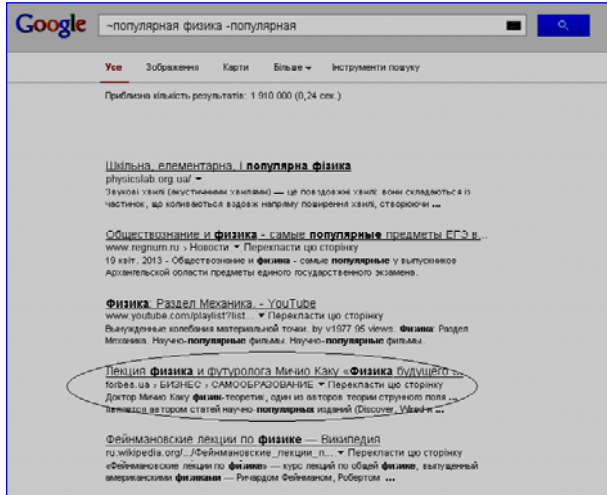 Google
~популярная физика -популярная
Усе Зображення Карти Більше Інструменти пошуку
Приблизна кількість результатів: 1 910 000 (0,24 сек.)
Шкільна, елементарна, і популярна фізика
physicslab.org.ua/
Звукові хвилі (акустичними хвилями) — це повздовжні хвилі: вони складаються із
частинок, що коливаються вздовж напряму поширення хвилі, створюючи ...
Обществознание и физика - самые популярные предметы ЕГЭ в...
www.regnum.ru › Новости Перекласти цю сторінку
19 квіт. 2013 - Обществознание и физика - самые популярные у выпускников
Архангельской области предметы единого государственного экзамена.
Физика: Раздел Механика. - YouTube
www.youtube.com/playlist?list... Перекласти цю сторінку
Вынужденные колебания материальной точки. by v1977 95 views. Физика: Раздел
Механика. Научно-популярные фильмы. Научно-популярные фильмы.
Лекция физика и футуролога Мичио Каку «Физика будущего ...
forbes.ua › БИЗНЕС › САМООБРАЗОВАНИЕ Перекласти цю сторінку
Доктор Мичио Каку физик-теоретик, один из авторов теории струнного поля ...
является автором статей научно-популярных изданий (Discover, Wired и ...
Фейнмановские лекции по физике — Википедия
ru.wikipedia.org/.../Фейнмановские_лекции_п... Перекласти цю сторінку
«Фейнмановские лекции по физике» — курс лекций по общей физике, выпущенный
американскими физиками — Ричардом Фейнманом, Робертом ...